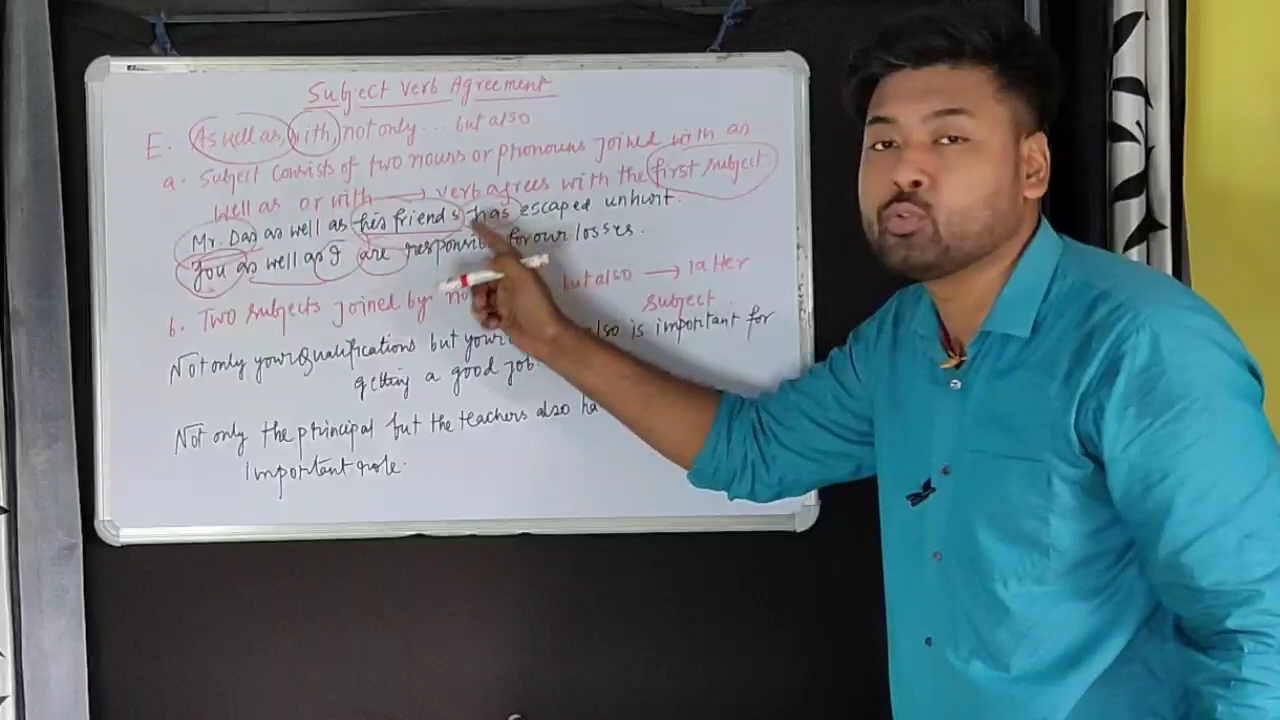 Subject Verb Agreement
E. As well as, with, not only... but also
a. Subject consists of two nouns or phonouns joined with as
well as or with → verb agrees with the first subject
Mr. Das as well as his friends has escaped unhurt.
You as well as I are responsi for our losses.
b. Two subjects joined by no but also → latter
subject
Not only your Qualifications but your also is important for
getting a good job.
Not only the principal but the teachers also ha
important role.